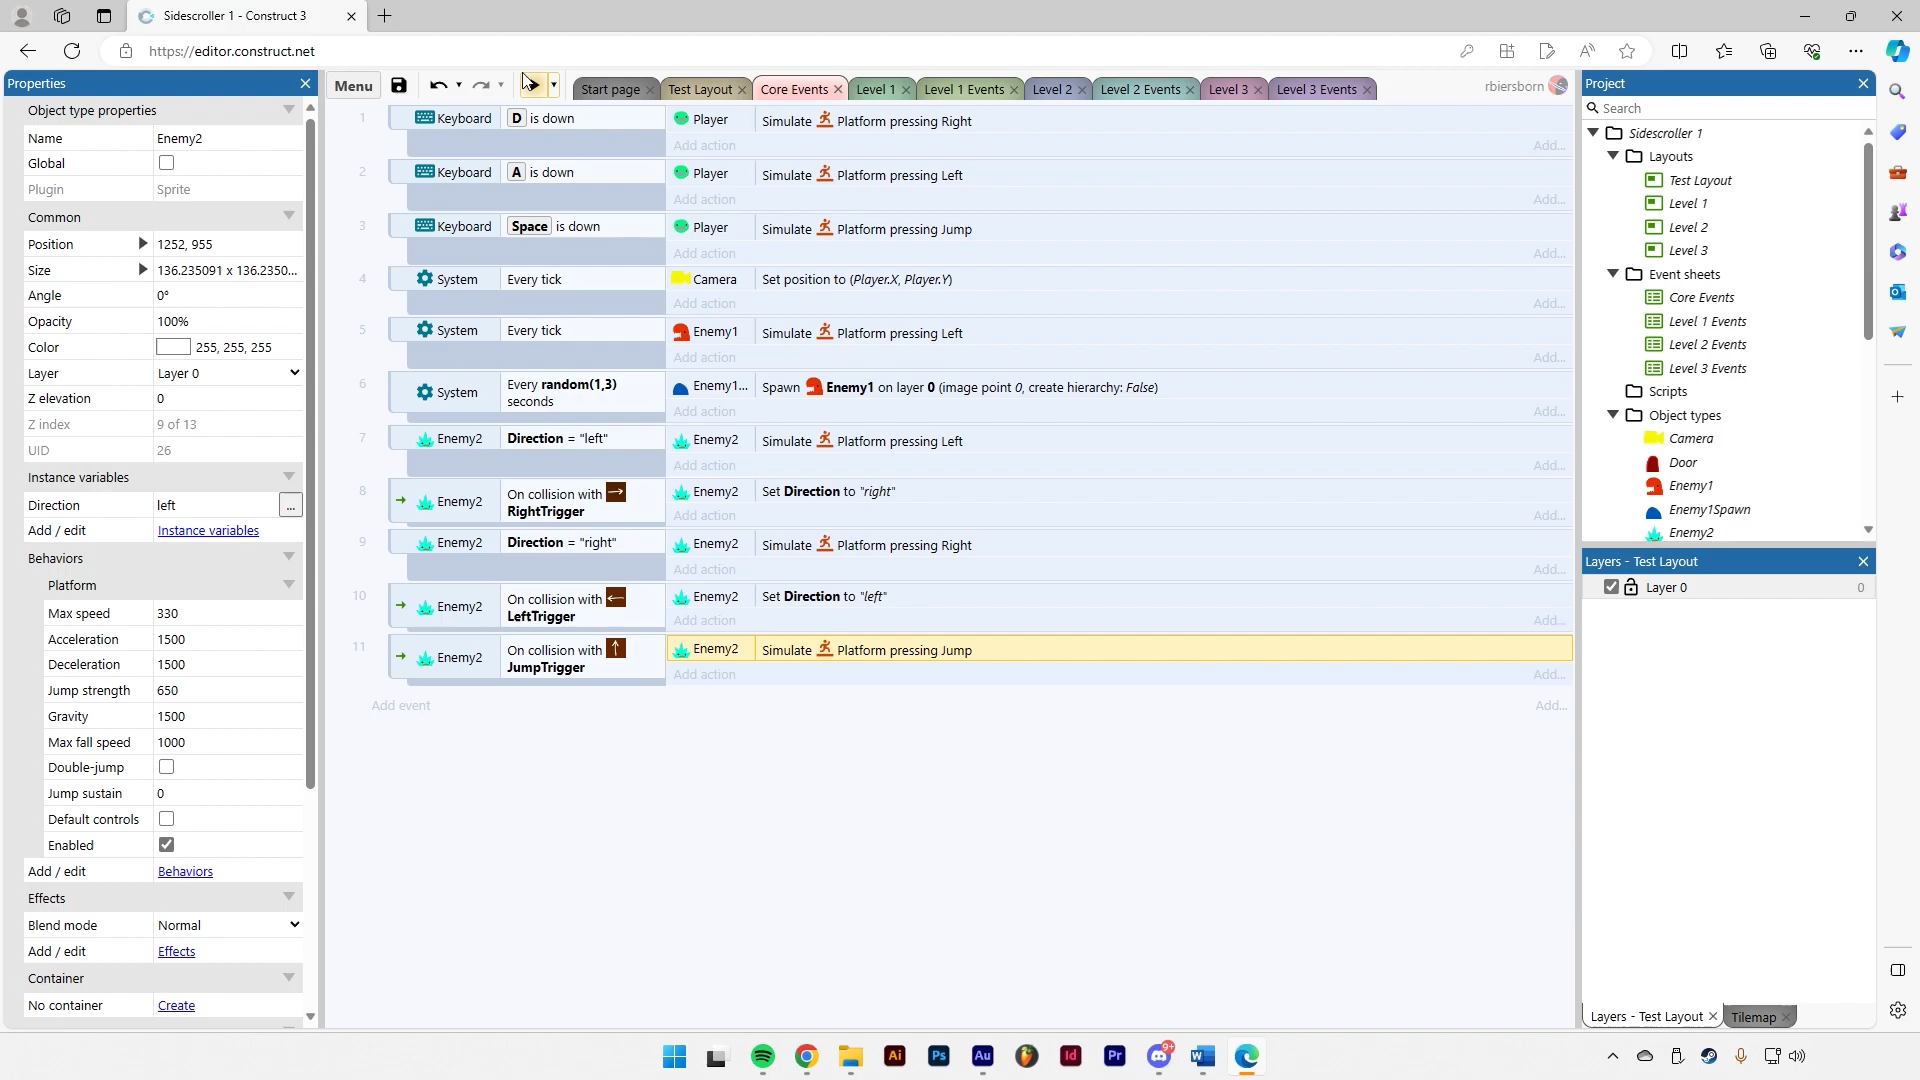 Sidescroller 1 - Construct 3
https://editor.construct.net
Properties
Menu
Start page
Test Layout
Core Events
Level 1
Level 1 Events
Level 2
Level 2 Events
Level 3
Level 3 Events
rbiersborn
Object type properties
Name Enemy2
Global
Plugin Sprite
Common
Position 1252, 955
Size 136.235091 x 136.2350...
Angle 0°
Opacity 100%
Color 255, 255, 255
Layer Layer 0
Z elevation 0
Z index 9 of 13
UID 26
Instance variables
Direction left ...
Add / edit Instance variables
Behaviors
Platform
Max speed 330
Acceleration 1500
Deceleration 1500
Jump strength 650
Gravity 1500
Max fall speed 1000
Double-jump
Jump sustain 0
Default controls
Enabled
Add / edit Behaviors
Effects
Blend mode Normal
Add / edit Effects
Container
No container Create
1 Keyboard D is down Player Simulate Platform pressing Right
Add action Add...
2 Keyboard A is down Player Simulate Platform pressing Left
Add action Add...
3 Keyboard Space is down Player Simulate Platform pressing Jump
Add action Add...
4 System Every tick Camera Set position to (Player.X, Player.Y)
Add action Add...
5 System Every tick Enemy1 Simulate Platform pressing Left
Add action Add...
6 System Every random(1,3) seconds Enemy1... Spawn Enemy1 on layer 0 (image point 0, create hierarchy: False)
Add action Add...
7 Enemy2 Direction = "left" Enemy2 Simulate Platform pressing Left
Add action Add...
8 Enemy2 On collision with RightTrigger Enemy2 Set Direction to "right"
Add action Add...
9 Enemy2 Direction = "right" Enemy2 Simulate Platform pressing Right
Add action Add...
10 Enemy2 On collision with LeftTrigger Enemy2 Set Direction to "left"
Add action Add...
11 Enemy2 On collision with JumpTrigger Enemy2 Simulate Platform pressing Jump
Add action Add...
Add event Add...
Project
Search
Sidescroller 1
Layouts
Test Layout
Level 1
Level 2
Level 3
Event sheets
Core Events
Level 1 Events
Level 2 Events
Level 3 Events
Scripts
Object types
Camera
Door
Enemy1
Enemy1Spawn
Enemy2
Layers - Test Layout
Layer 0 0
Layers - Test Layout
Tilemap
Ai
Ps
Au
Id
Pr
9+